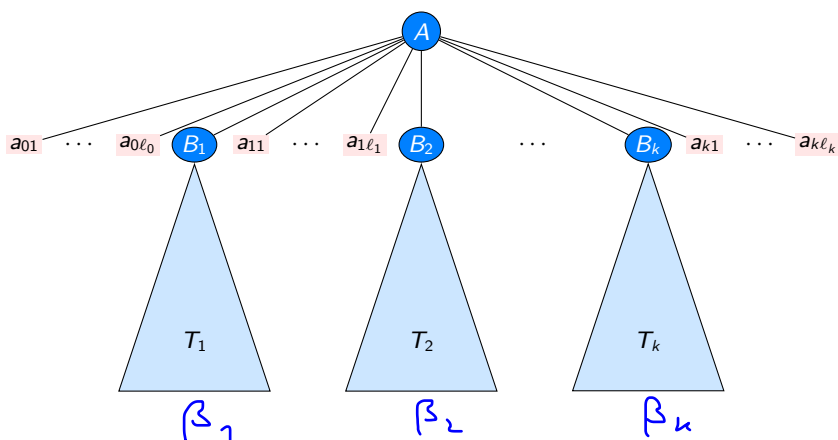 A
a₀₁ ⋯ a₀ℓ₀ B₁ a₁₁ ⋯ a₁ℓ₁ B₂ ⋯ Bₖ aₖ₁ ⋯ aₖℓₖ
T₁ T₂ Tₖ
β₁ β₂ βₖ